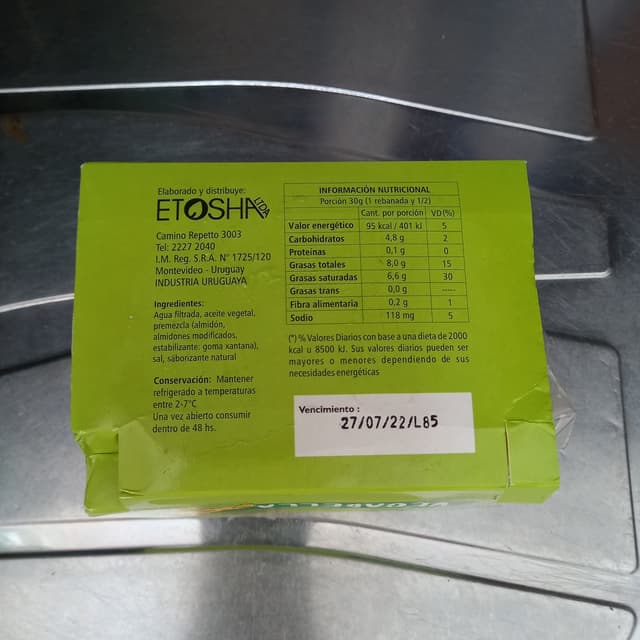 Elaborado y distribuye:
ETOSHA LTDA
Camino Repetto 3003
Tel: 2227 2040
I.M. Reg. S.R.A. N° 1725/120
Montevideo - Uruguay
INDUSTRIA URUGUAYA
Ingredientes:
Agua filtrada, aceite vegetal,
premezcla (almidón,
almidones modificados,
estabilizante: goma xantana),
sal, saborizante natural
Conservación: Mantener
refrigerado a temperaturas
entre 2-7°C
Una vez abierto consumir
dentro de 48 hs.
INFORMACIÓN NUTRICIONAL
Porción 30g (1 rebanada y 1/2)
Cant. por porción VD(%)
Valor energético 95 kcal / 401 kJ 5
Carbohidratos 4,8 g 2
Proteínas 0,1 g 0
Grasas totales 8,0 g 15
Grasas saturadas 6,6 g 30
Grasas trans 0,0 g -----
Fibra alimentaria 0,2 g 1
Sodio 118 mg 5
(*) % Valores Diarios con base a una dieta de 2000
kcal u 8500 kJ. Sus valores diarios pueden ser
mayores o menores dependiendo de sus
necesidades energéticas
Vencimiento :
27/07/22/L85